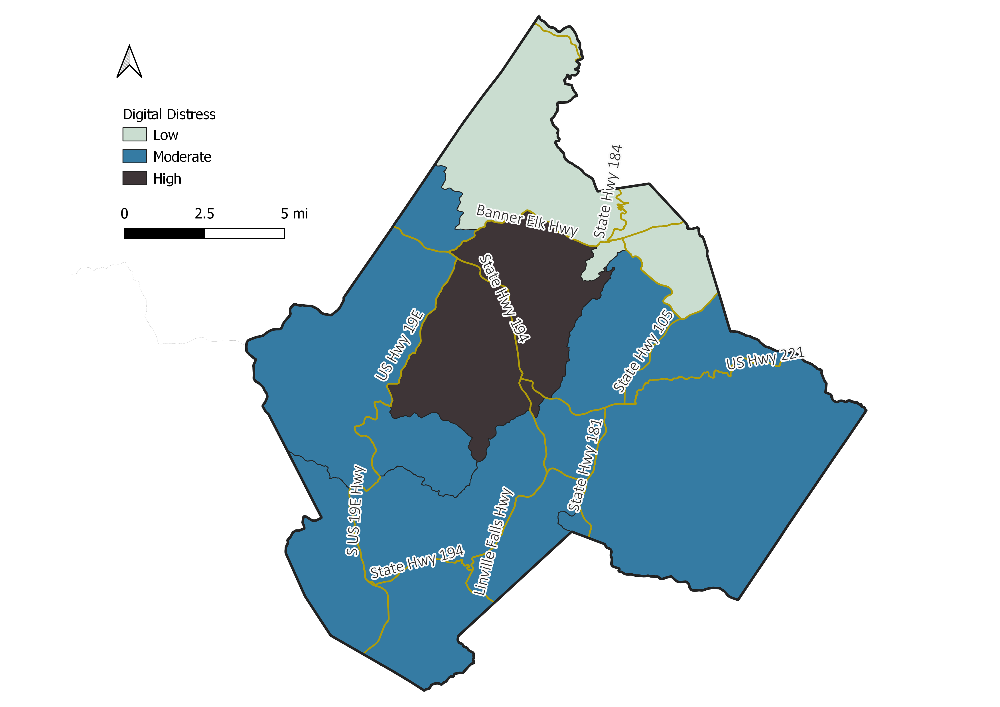 Digital Distress
Low
Moderate
High
0 2.5 5 mi
State Hwy 184
Banner Elk Hwy
State Hwy 194
US Hwy 19E
State Hwy 105
US Hwy 221
State Hwy 181
S US 19E Hwy
Linville Falls Hwy
State Hwy 194